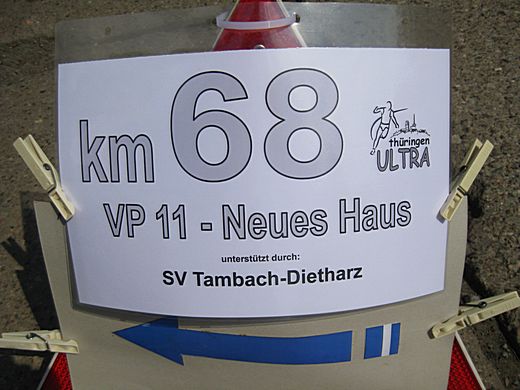 km 68
thüringen
ULTRA
VP 11 - Neues Haus
unterstützt durch:
SV Tambach-Dietharz